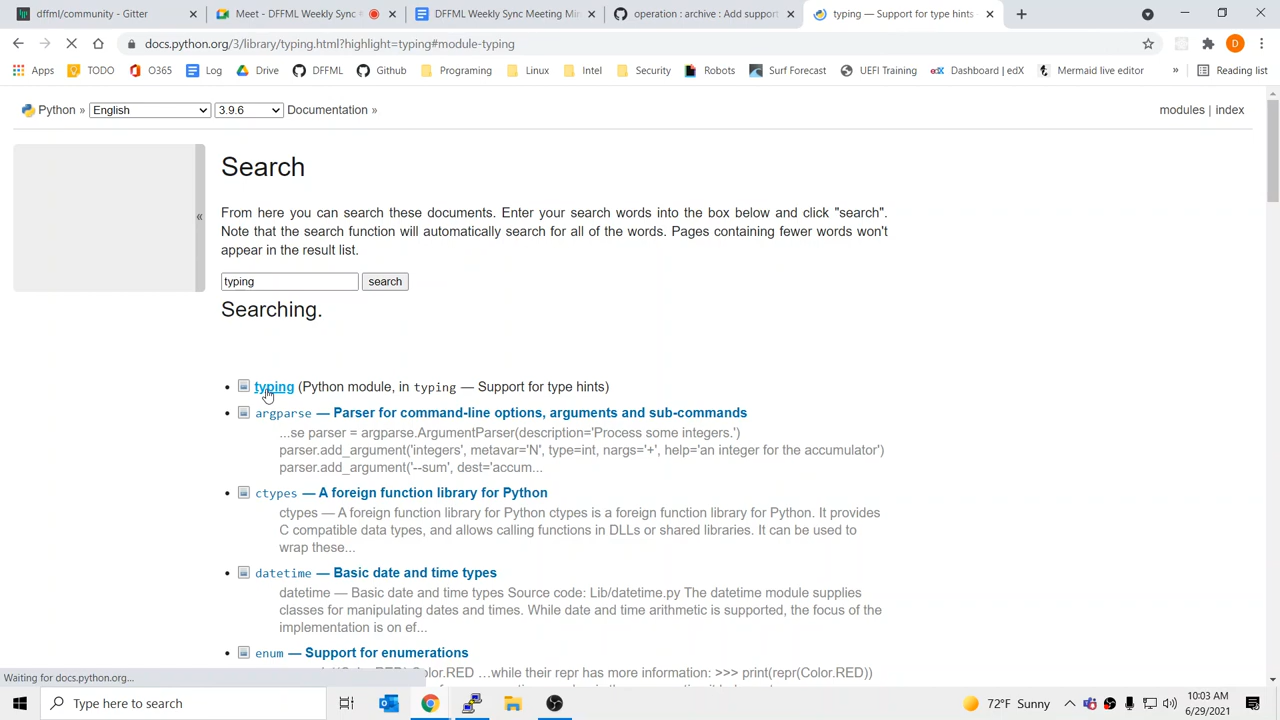 dffml/community - Gitter
Meet - DFFML Weekly Sync
DFFML Weekly Sync Meeting Min
operation : archive : Add support
typing — Support for type hints
docs.python.org/3/library/typing.html?highlight=typing#module-typing
Apps TODO O365 Log Drive DFFML Github Programing Linux Intel Security Robots Surf Forecast UEFI Training Dashboard | edX Mermaid live editor » Reading list
Python » English 3.9.6 Documentation » modules | index
Search
From here you can search these documents. Enter your search words into the box below and click "search".
Note that the search function will automatically search for all of the words. Pages containing fewer words won't
appear in the result list.
typing search
«
Searching.
• typing (Python module, in typing — Support for type hints)
• argparse — Parser for command-line options, arguments and sub-commands
...se parser = argparse.ArgumentParser(description='Process some integers.')
parser.add_argument('integers', metavar='N', type=int, nargs='+', help='an integer for the accumulator')
parser.add_argument('--sum', dest='accum...
• ctypes — A foreign function library for Python
ctypes — A foreign function library for Python ctypes is a foreign function library for Python. It provides
C compatible data types, and allows calling functions in DLLs or shared libraries. It can be used to
wrap these...
• datetime — Basic date and time types
datetime — Basic date and time types Source code: Lib/datetime.py The datetime module supplies
classes for manipulating dates and times. While date and time arithmetic is supported, the focus of the
implementation is on ef...
• enum — Support for enumerations
Color.RED …while their repr has more information: >>> print(repr(Color.RED))
Waiting for docs.python.org...
Type here to search
72°F Sunny
10:03 AM
6/29/2021